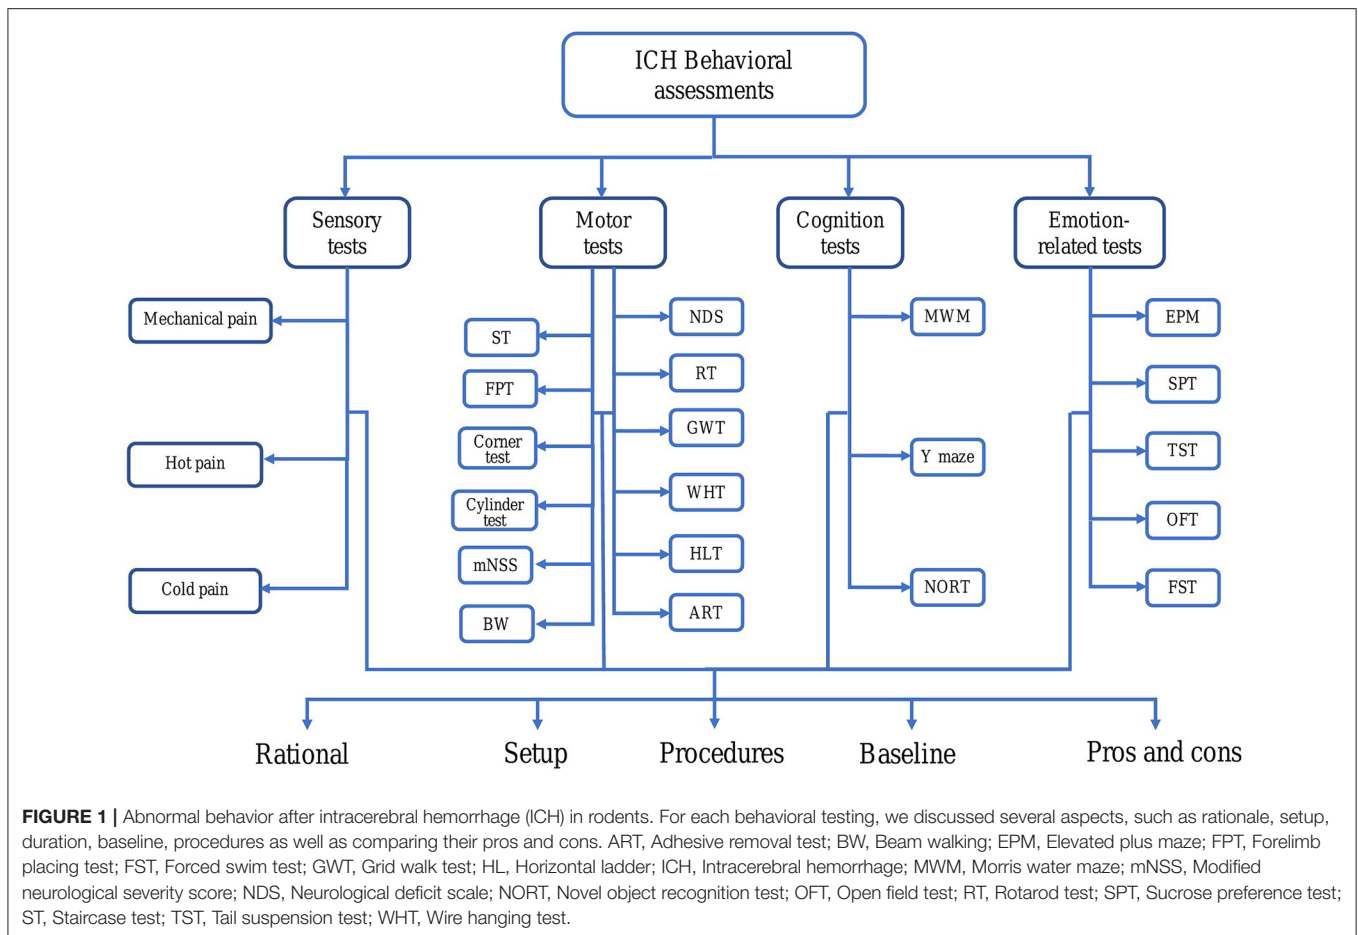 ICH Behavioral
assessments
Sensory
tests
Motor
tests
Cognition
tests
Emotion-
related tests
Mechanical pain
Hot pain
Cold pain
ST
FPT
Corner
test
Cylinder
test
mNSS
BW
NDS
RT
GWT
WHT
HLT
ART
MWM
Y maze
NORT
EPM
SPT
TST
OFT
FST
Rational
Setup
Procedures
Baseline
Pros and cons
FIGURE 1 | Abnormal behavior after intracerebral hemorrhage (ICH) in rodents. For each behavioral testing, we discussed several aspects, such as rationale, setup,
duration, baseline, procedures as well as comparing their pros and cons. ART, Adhesive removal test; BW, Beam walking; EPM, Elevated plus maze; FPT, Forelimb
placing test; FST, Forced swim test; GWT, Grid walk test; HL, Horizontal ladder; ICH, Intracerebral hemorrhage; MWM, Morris water maze; mNSS, Modified
neurological severity score; NDS, Neurological deficit scale; NORT, Novel object recognition test; OFT, Open field test; RT, Rotarod test; SPT, Sucrose preference test;
ST, Staircase test; TST, Tail suspension test; WHT, Wire hanging test.